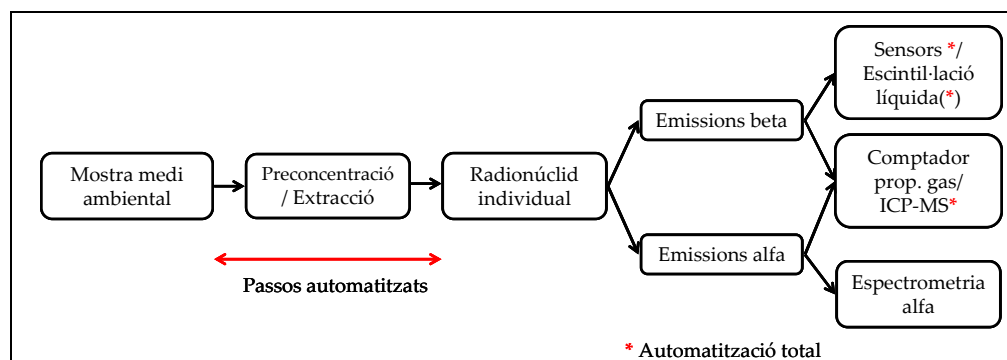 Mostra medi
ambiental
Preconcentració
/ Extracció
Radionúclid
individual
Emissions beta
Emissions alfa
Sensors */
Escintil·lació
líquida(*)
Comptador
prop. gas/
ICP-MS*
Espectrometria
alfa
Passos automatitzats
* Automatització total